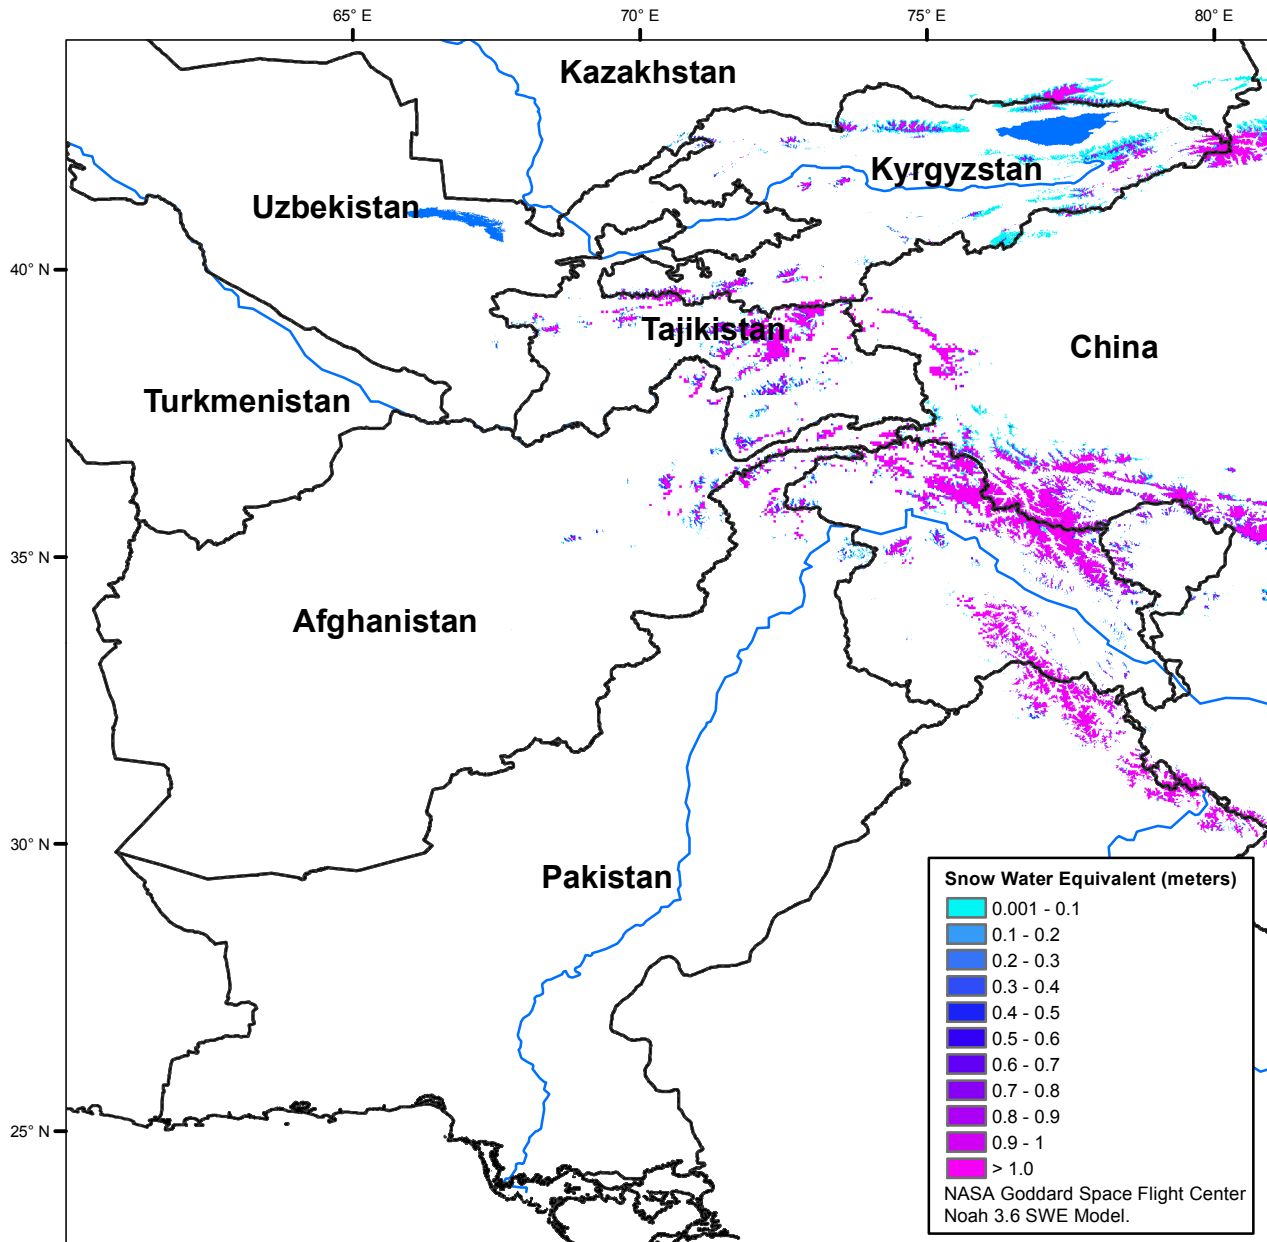 65° E
70° E
75° E
80° E
Kazakhstan
Kyrgyzstan
Uzbekistan
40° N
Tajikistan
China
Turkmenistan
35° N
Afghanistan
30° N
Pakistan
25° N
Snow Water Equivalent (meters)
0.001 - 0.1
0.1 - 0.2
0.2 - 0.3
0.3 - 0.4
0.4 - 0.5
0.5 - 0.6
0.6 - 0.7
0.7 - 0.8
0.8 - 0.9
0.9 - 1
> 1.0
NASA Goddard Space Flight Center
Noah 3.6 SWE Model.